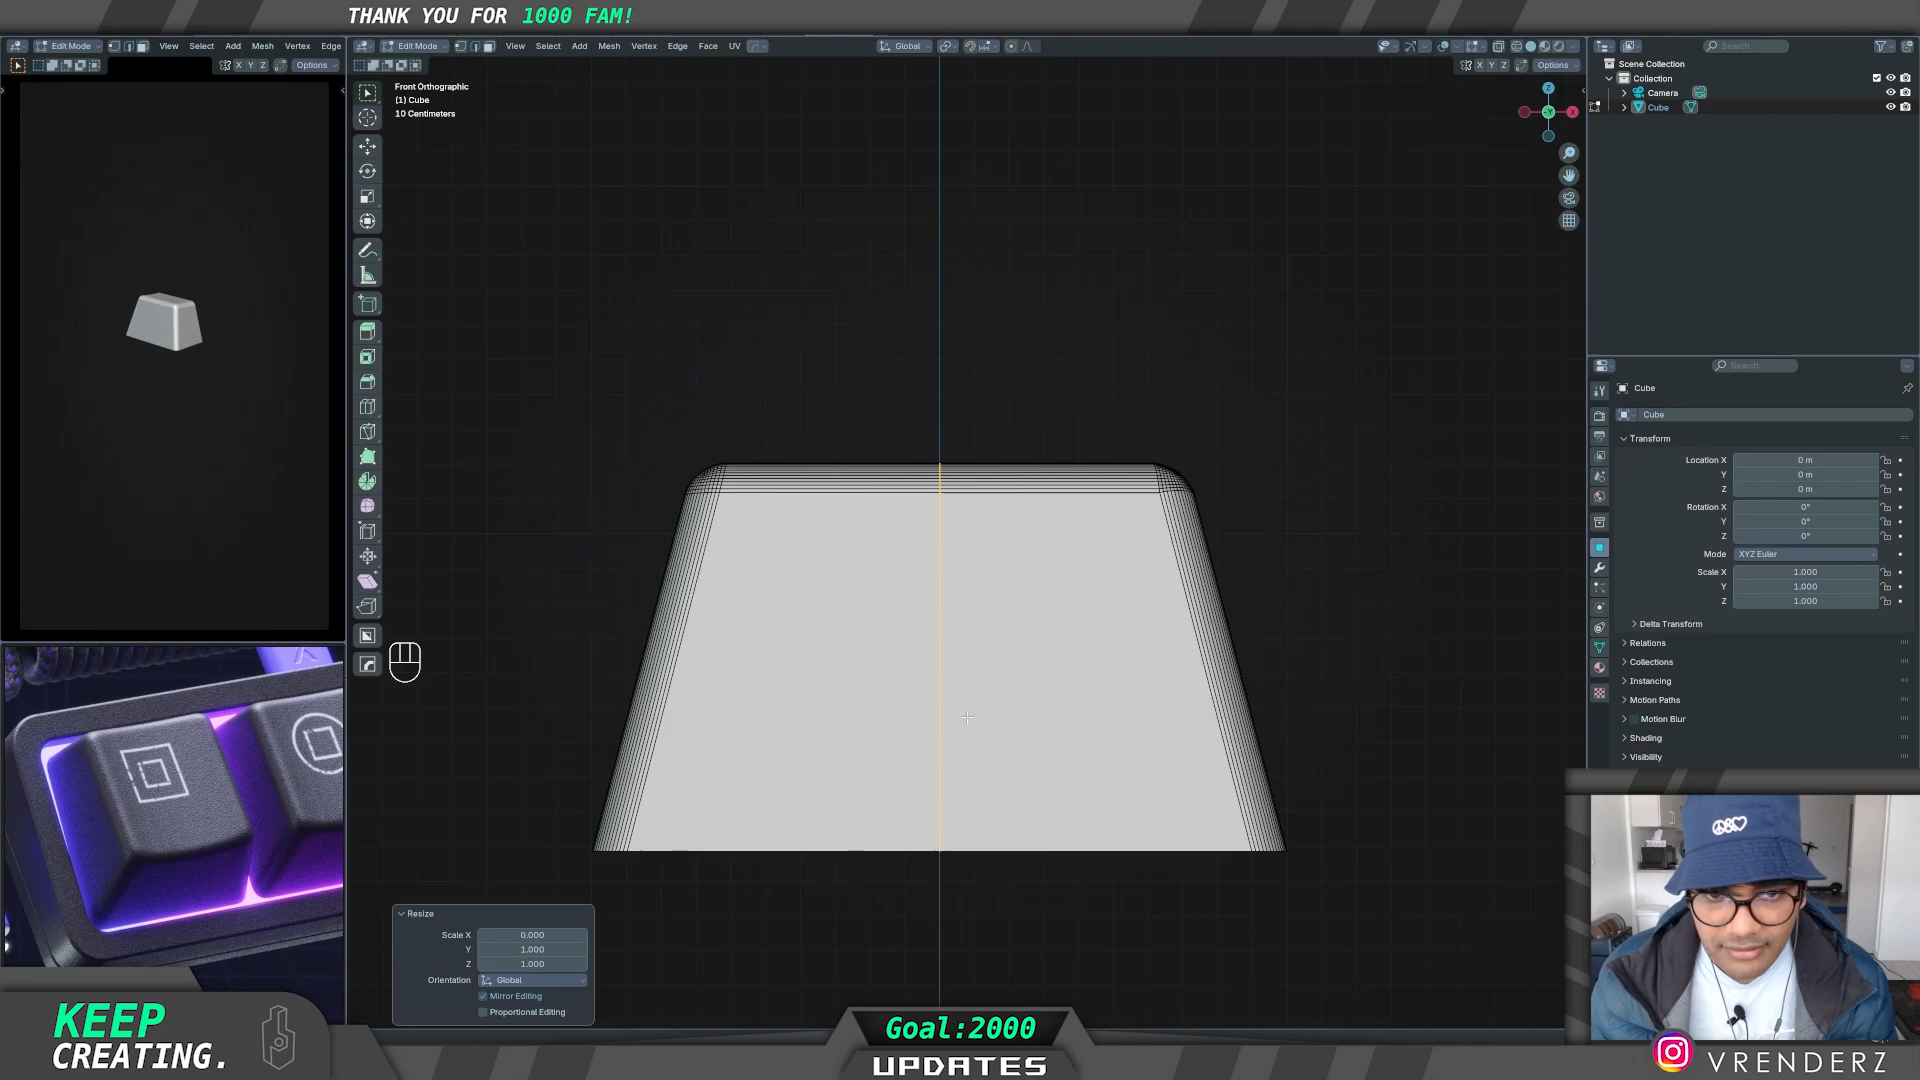 THANK YOU FOR 1000 FAM!
Edit Mode View Select Add Mesh Vertex Edge
X Y Z Options
Edit Mode View Select Add Mesh Vertex Edge Face UV
Global
X Y Z Options
Front Orthographic
(1) Cube
10 Centimeters
Z
X
Search
Scene Collection
Collection
Camera
Cube
Search
Cube
Cube
Transform
Location X 0 m
Y 0 m
Z 0 m
Rotation X 0°
Y 0°
Z 0°
Mode XYZ Euler
Scale X 1.000
Y 1.000
Z 1.000
Delta Transform
Relations
Collections
Instancing
Motion Paths
Motion Blur
Shading
Visibility
Resize
Scale X 0.000
Y 1.000
Z 1.000
Orientation Global
Mirror Editing
Proportional Editing
KEEP
CREATING.
Goal:2000
UPDATES
VRENDERZ